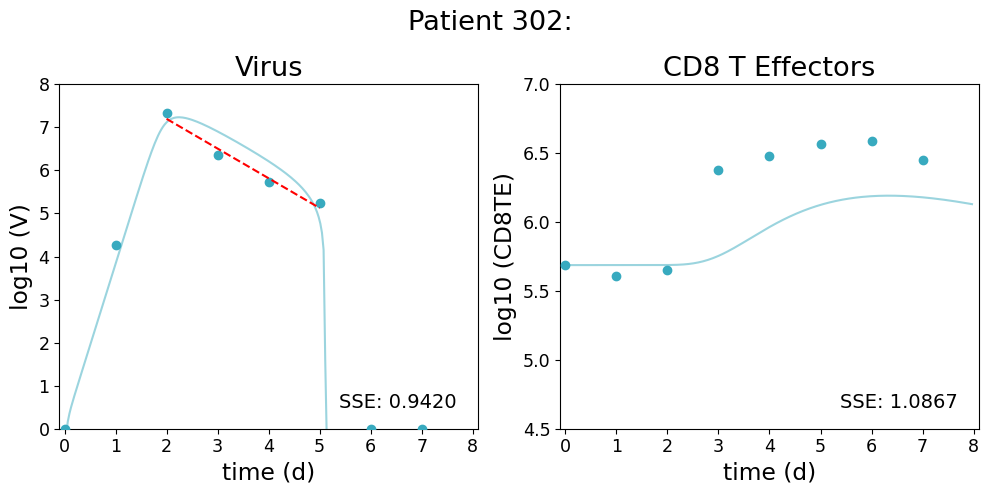 Patient 302:
Virus
CD8 T Effectors
log10 (V)
8
7
6
5
4
3
2
1
0
SSE: 0.9420
0 1 2 3 4 5 6 7 8
time (d)
log10 (CD8TE)
7.0
6.5
6.0
5.5
5.0
4.5
SSE: 1.0867
0 1 2 3 4 5 6 7 8
time (d)